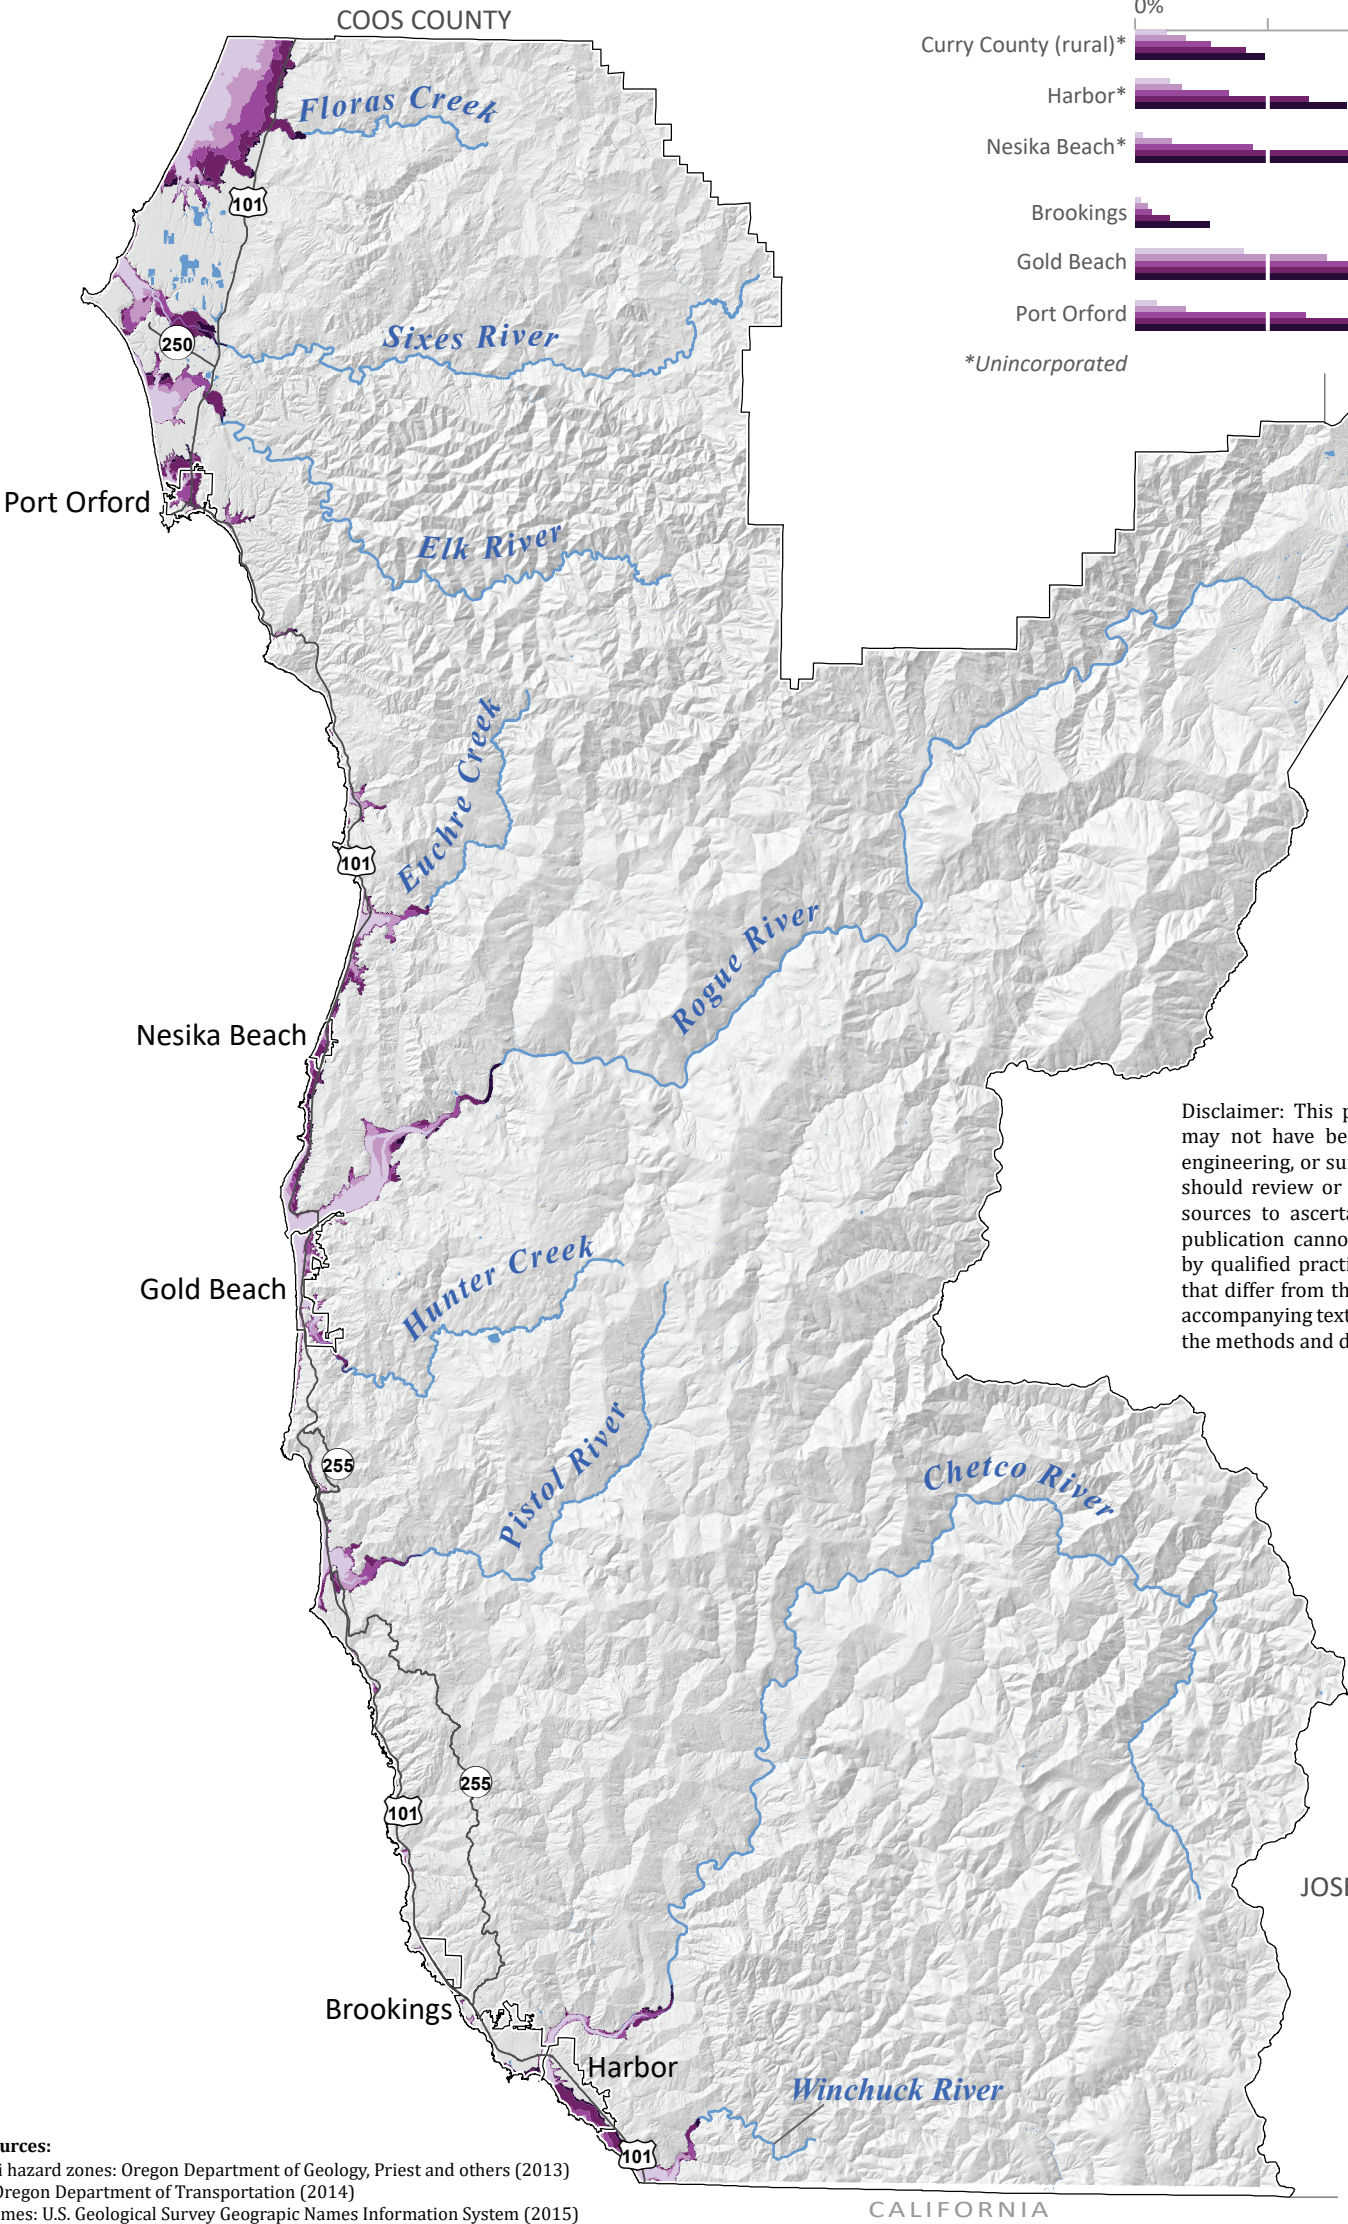 COOS COUNTY
0%
Curry County (rural)*
Harbor*
Nesika Beach*
Brookings
Gold Beach
Port Orford
*Unincorporated
Floras Creek
101
Sixes River
250
Port Orford
Elk River
Euchre Creek
101
Rogue River
Nesika Beach
Disclaimer: This p
may not have be
engineering, or su
should review or
sources to ascerta
publication canno
by qualified practi
that differ from th
accompanying text
the methods and d
Gold Beach
Hunter Creek
Pistol River
255
Chetco River
255
101
JOSE
Brookings
Harbor
Winchuck River
101
urces:
i hazard zones: Oregon Department of Geology, Priest and others (2013)
Oregon Department of Transportation (2014)
mes: U.S. Geological Survey Geograpic Names Information System (2015)
CALIFORNIA